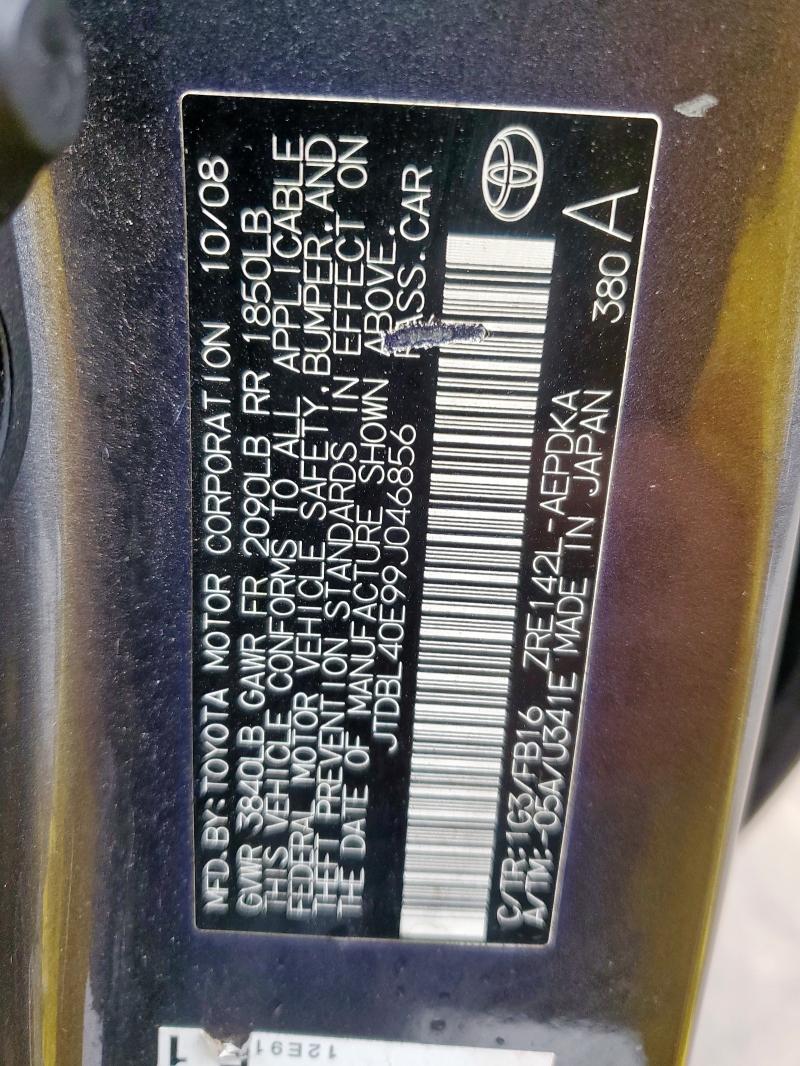 MFD.BY:TOYOTA MOTOR CORPORATION 10/08
GVWR 3840LB GAWR FR 2090LB RR 1850LB
THIS VEHICLE CONFORMS TO ALL APPLICABLE
FEDERAL MOTOR VEHICLE SAFETY,BUMPER,AND
THEFT PREVENTION STANDARDS IN EFFECT ON
THE DATE OF MANUFACTURE SHOWN ABOVE.
JTDBL40E99J046856 PASS.CAR
C/TR:1G3/FB16 ZRE142L-AEPDKA
A/TM:-05A/U341E MADE IN JAPAN 380A
12E91